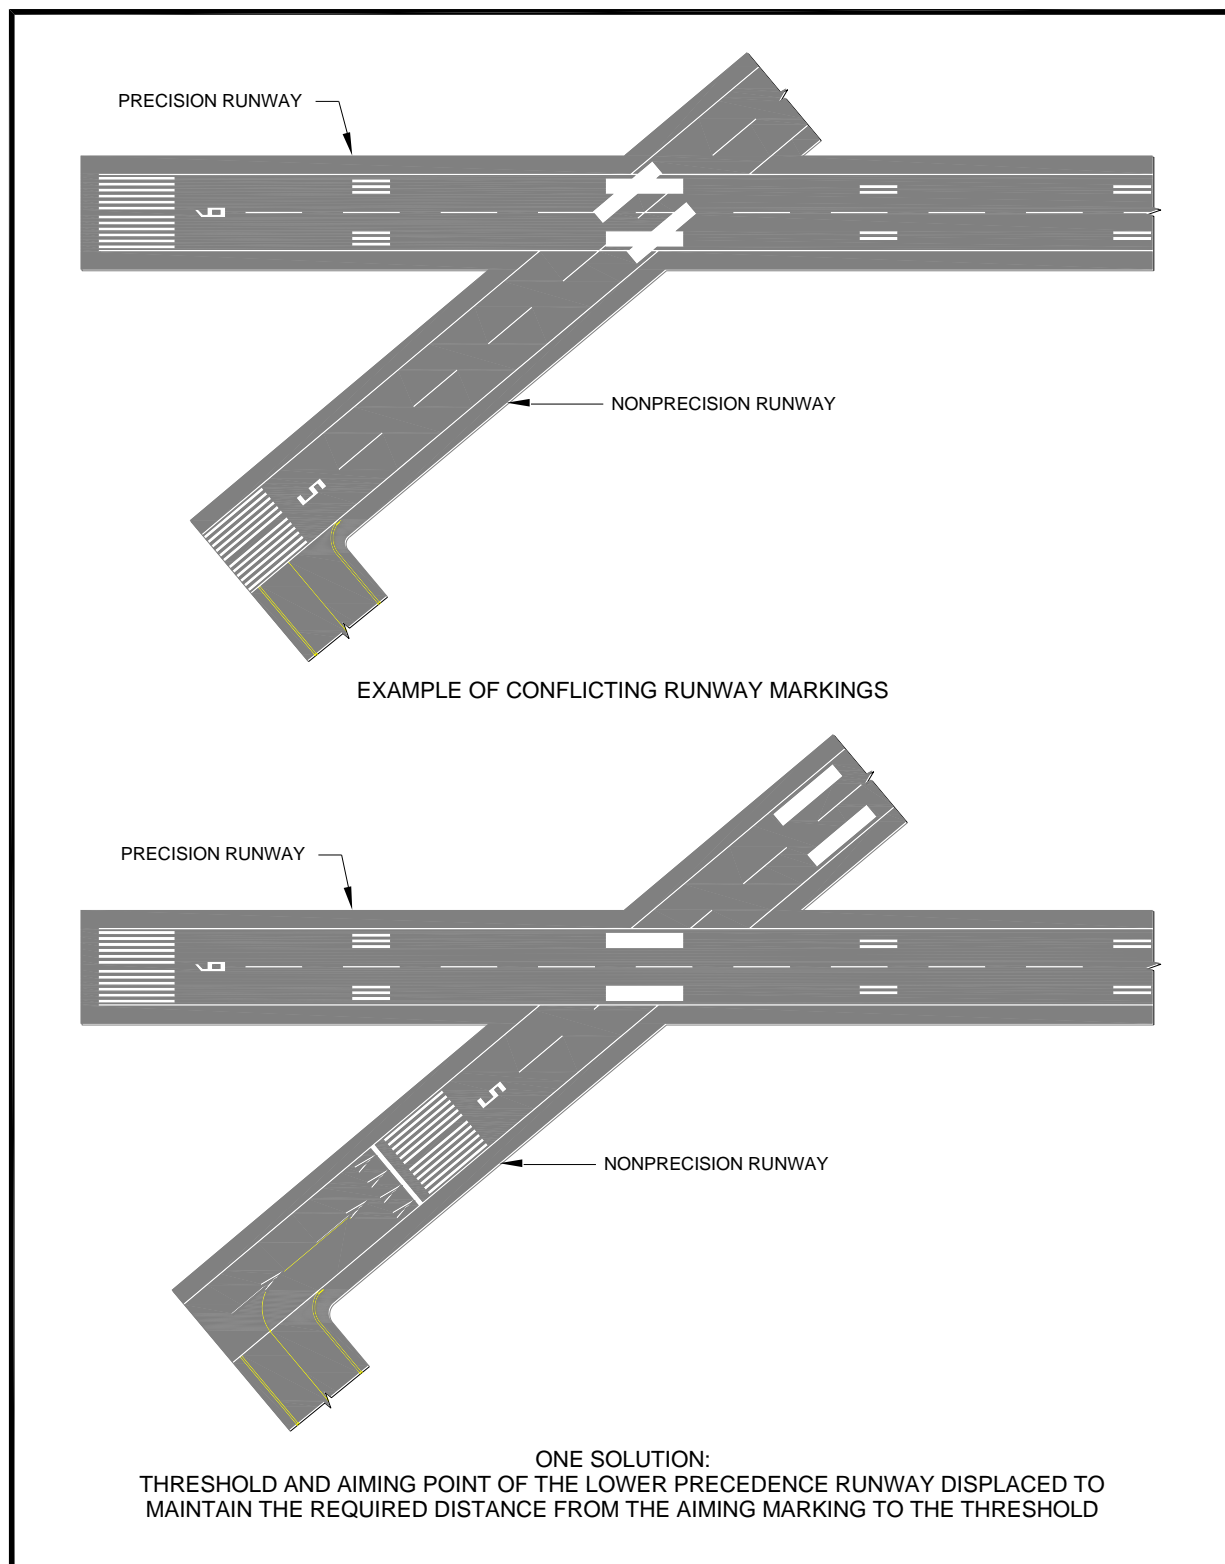 PRECISION RUNWAY
9
NONPRECISION RUNWAY
5
EXAMPLE OF CONFLICTING RUNWAY MARKINGS
PRECISION RUNWAY
9
5
NONPRECISION RUNWAY
ONE SOLUTION:
THRESHOLD AND AIMING POINT OF THE LOWER PRECEDENCE RUNWAY DISPLACED TO
MAINTAIN THE REQUIRED DISTANCE FROM THE AIMING MARKING TO THE THRESHOLD